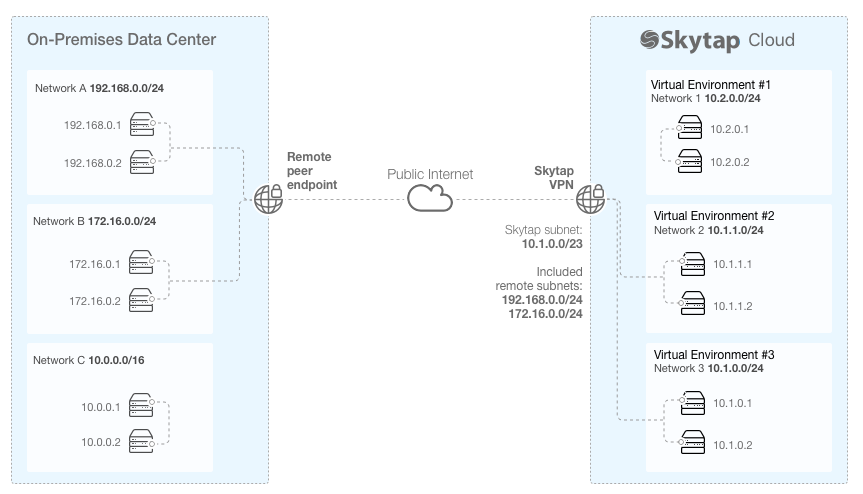 On-Premises Data Center
Network A 192.168.0.0/24
192.168.0.1
192.168.0.2
Network B 172.16.0.0/24
172.16.0.1
172.16.0.2
Network C 10.0.0.0/16
10.0.0.1
10.0.0.2
Remote
peer
endpoint
Public Internet
Skytap
VPN
Skytap subnet:
10.1.0.0/23
Included
remote subnets:
192.168.0.0/24
172.16.0.0/24
Skytap Cloud
Virtual Environment #1
Network 1 10.2.0.0/24
10.2.0.1
10.2.0.2
Virtual Environment #2
Network 2 10.1.1.0/24
10.1.1.1
10.1.1.2
Virtual Environment #3
Network 3 10.1.0.0/24
10.1.0.1
10.1.0.2